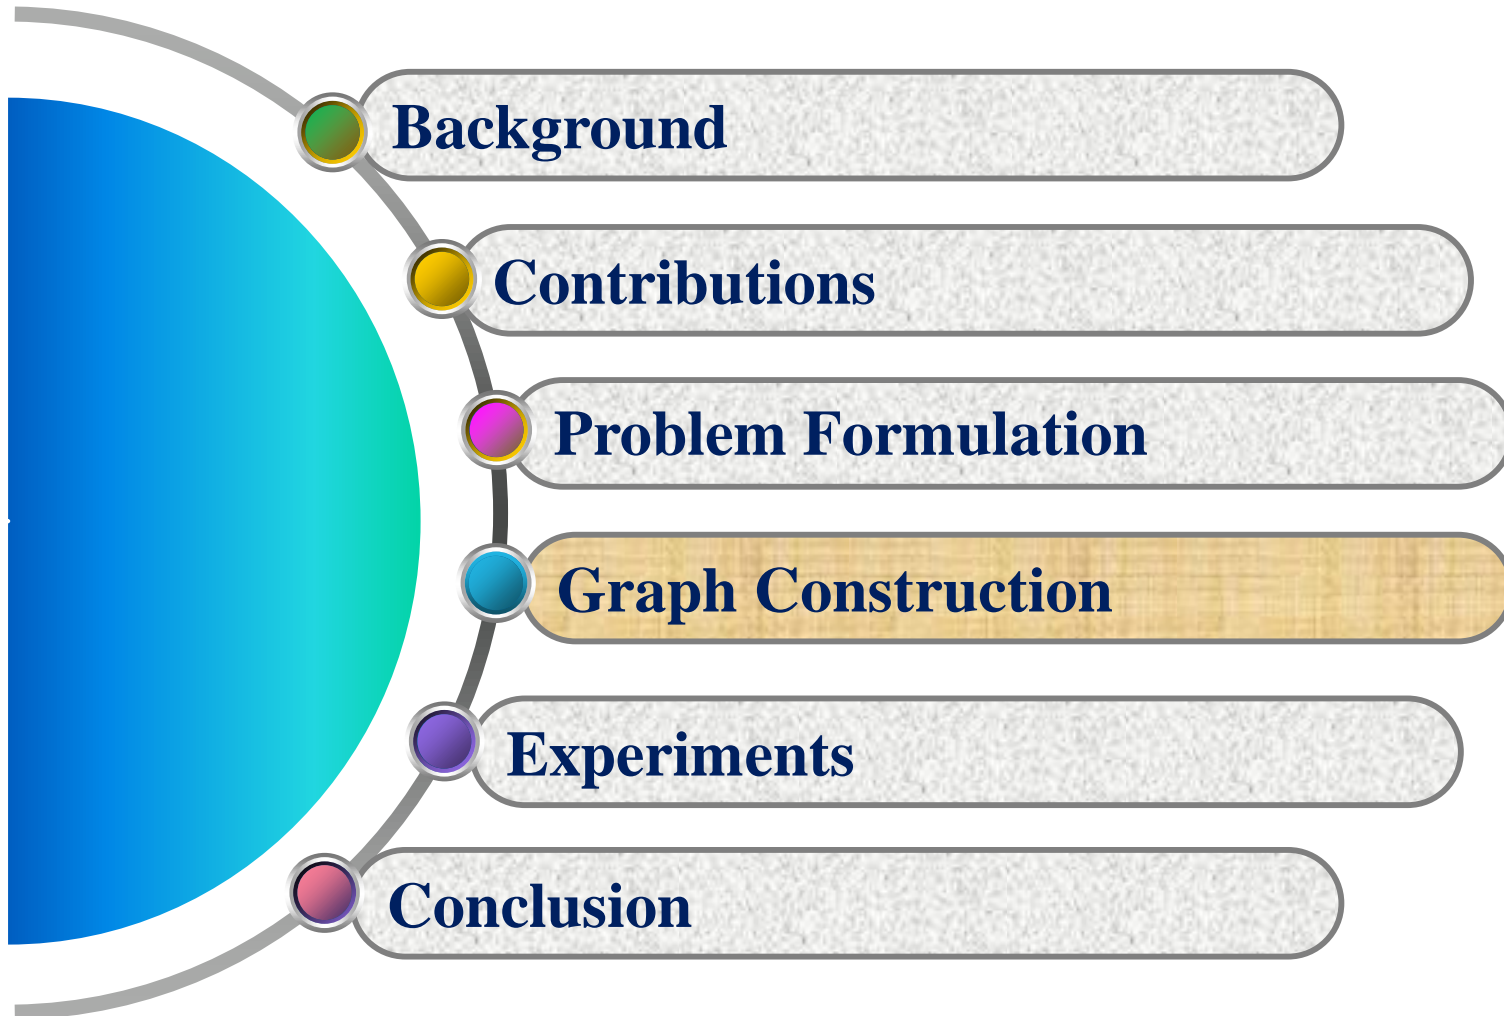 Background
Contributions
Problem Formulation
Graph Construction
Experiments
Conclusion